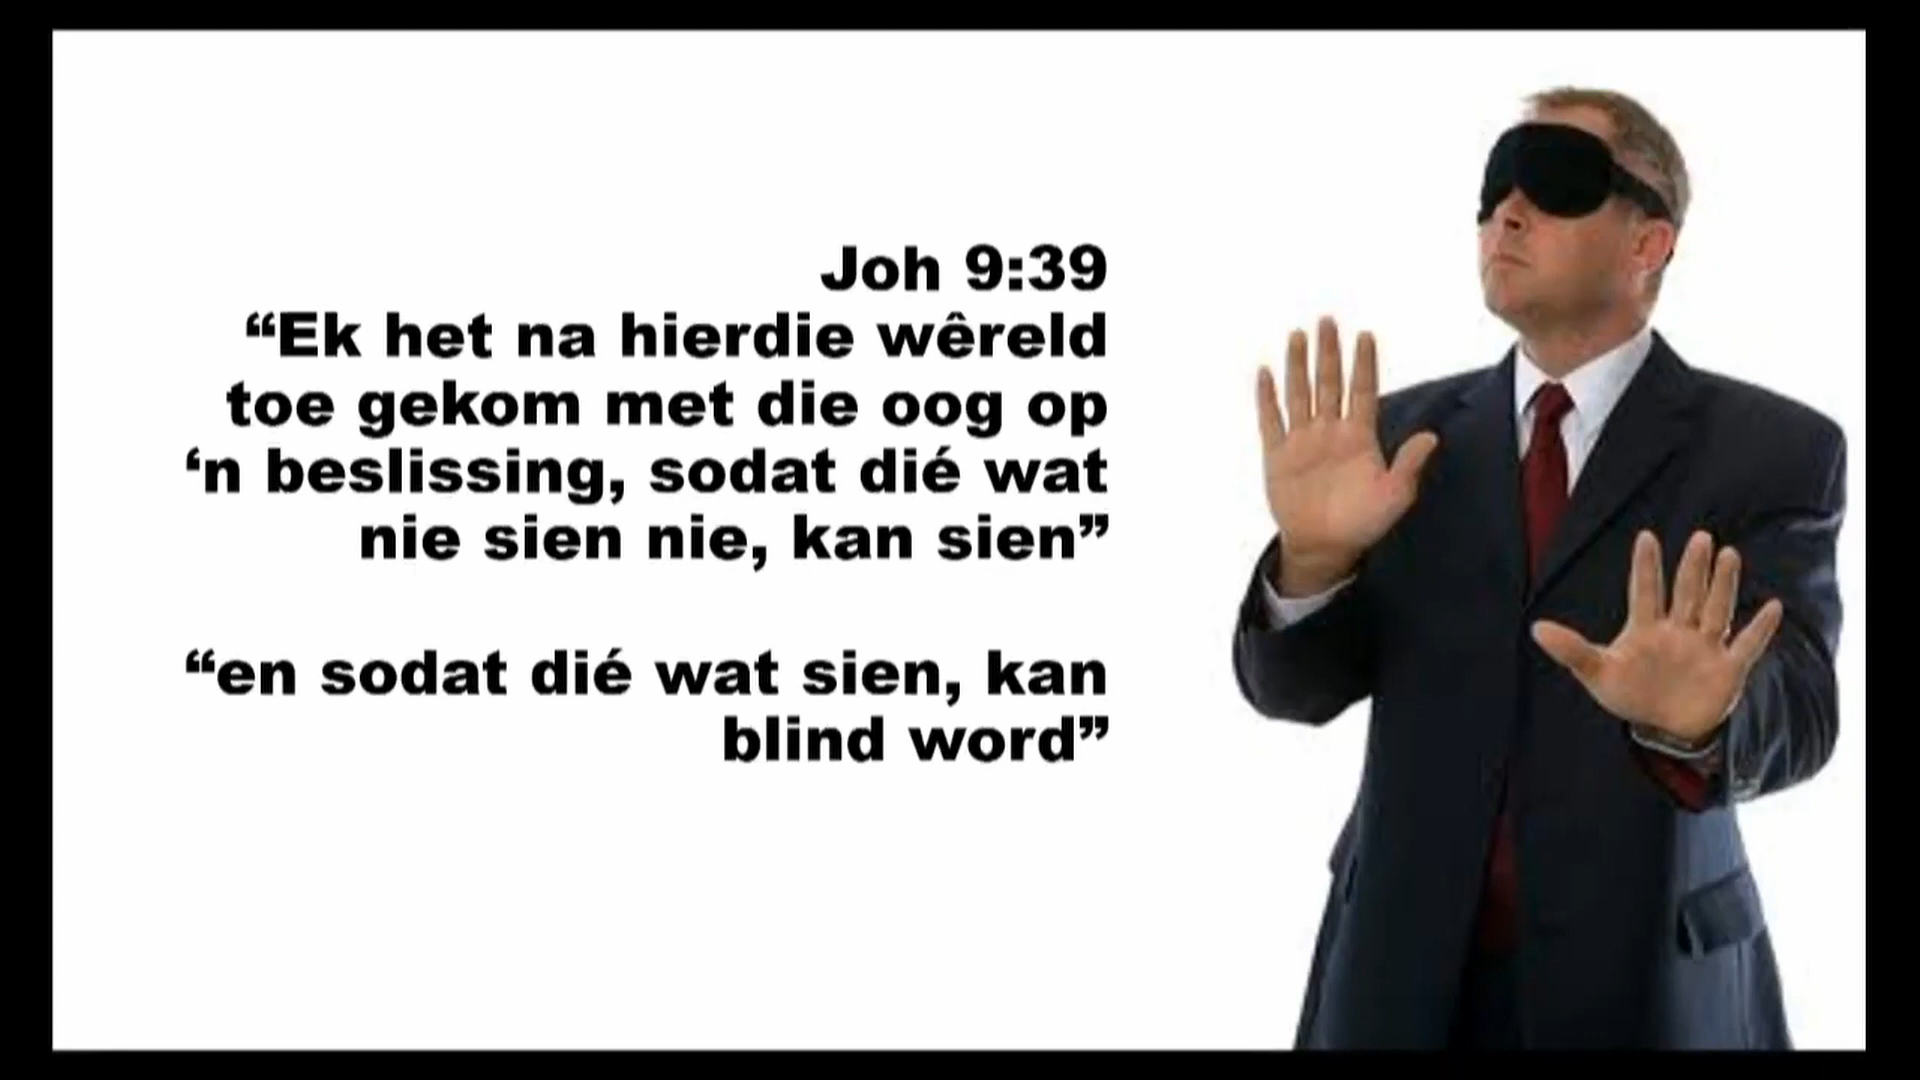 Joh 9:39
“Ek het na hierdie wêreld
toe gekom met die oog op
‘n beslissing, sodat dié wat
nie sien nie, kan sien”
“en sodat dié wat sien, kan
blind word”